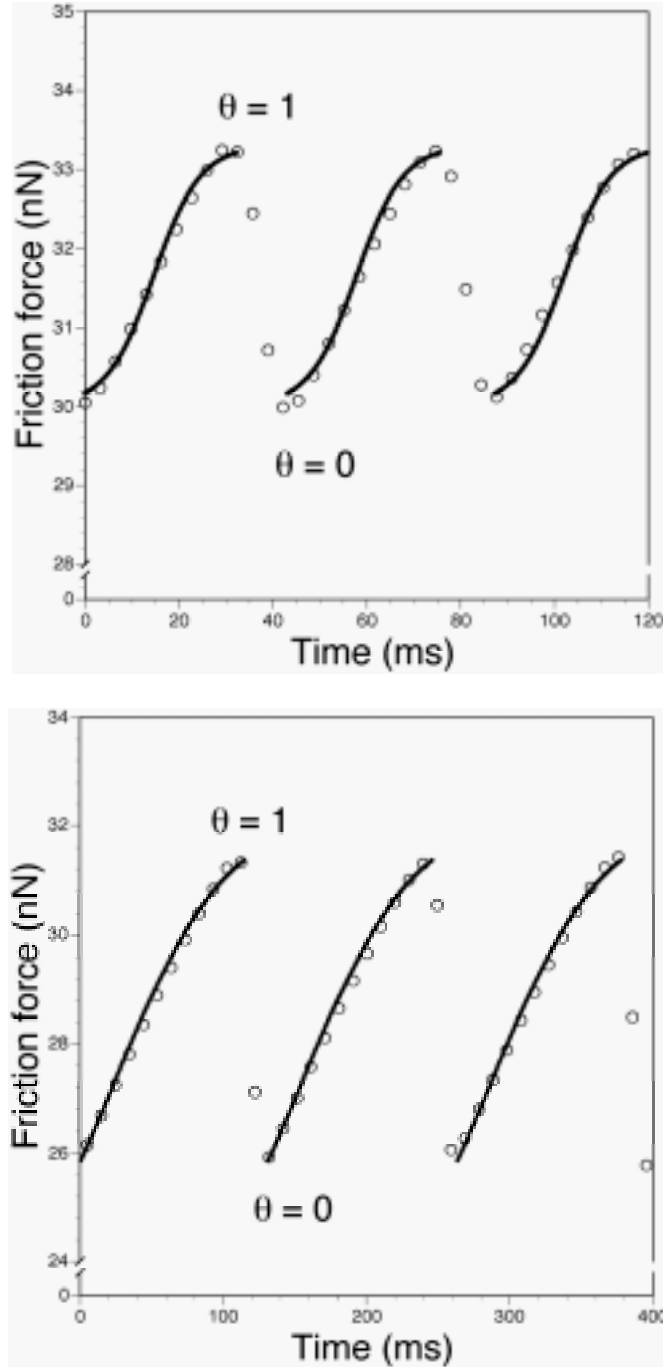 35
34
33
32
31
30
29
28
0
Friction force (nN)
θ = 1
θ = 0
0 20 40 60 80 100 120
Time (ms)
34
32
30
28
26
24
0
Friction force (nN)
θ = 1
θ = 0
0 100 200 300 400
Time (ms)